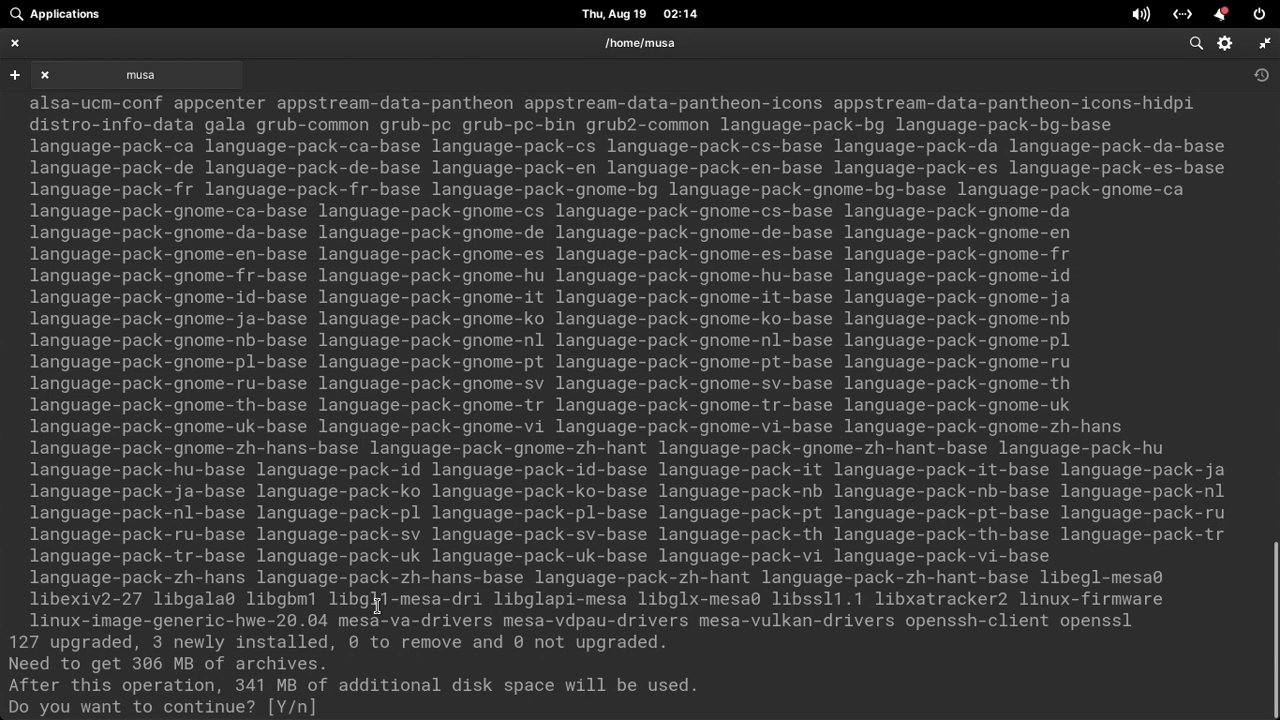 Applications
Thu, Aug 19 02:14
/home/musa
musa
alsa-ucm-conf appcenter appstream-data-pantheon appstream-data-pantheon-icons appstream-data-pantheon-icons-hidpi
distro-info-data gala grub-common grub-pc grub-pc-bin grub2-common language-pack-bg language-pack-bg-base
language-pack-ca language-pack-ca-base language-pack-cs language-pack-cs-base language-pack-da language-pack-da-base
language-pack-de language-pack-de-base language-pack-en language-pack-en-base language-pack-es language-pack-es-base
language-pack-fr language-pack-fr-base language-pack-gnome-bg language-pack-gnome-bg-base language-pack-gnome-ca
language-pack-gnome-ca-base language-pack-gnome-cs language-pack-gnome-cs-base language-pack-gnome-da
language-pack-gnome-da-base language-pack-gnome-de language-pack-gnome-de-base language-pack-gnome-en
language-pack-gnome-en-base language-pack-gnome-es language-pack-gnome-es-base language-pack-gnome-fr
language-pack-gnome-fr-base language-pack-gnome-hu language-pack-gnome-hu-base language-pack-gnome-id
language-pack-gnome-id-base language-pack-gnome-it language-pack-gnome-it-base language-pack-gnome-ja
language-pack-gnome-ja-base language-pack-gnome-ko language-pack-gnome-ko-base language-pack-gnome-nb
language-pack-gnome-nb-base language-pack-gnome-nl language-pack-gnome-nl-base language-pack-gnome-pl
language-pack-gnome-pl-base language-pack-gnome-pt language-pack-gnome-pt-base language-pack-gnome-ru
language-pack-gnome-ru-base language-pack-gnome-sv language-pack-gnome-sv-base language-pack-gnome-th
language-pack-gnome-th-base language-pack-gnome-tr language-pack-gnome-tr-base language-pack-gnome-uk
language-pack-gnome-uk-base language-pack-gnome-vi language-pack-gnome-vi-base language-pack-gnome-zh-hans
language-pack-gnome-zh-hans-base language-pack-gnome-zh-hant language-pack-gnome-zh-hant-base language-pack-hu
language-pack-hu-base language-pack-id language-pack-id-base language-pack-it language-pack-it-base language-pack-ja
language-pack-ja-base language-pack-ko language-pack-ko-base language-pack-nb language-pack-nb-base language-pack-nl
language-pack-nl-base language-pack-pl language-pack-pl-base language-pack-pt language-pack-pt-base language-pack-ru
language-pack-ru-base language-pack-sv language-pack-sv-base language-pack-th language-pack-th-base language-pack-tr
language-pack-tr-base language-pack-uk language-pack-uk-base language-pack-vi language-pack-vi-base
language-pack-zh-hans language-pack-zh-hans-base language-pack-zh-hant language-pack-zh-hant-base libegl-mesa0
libexiv2-27 libgala0 libgbm1 libgl1-mesa-dri libglapi-mesa libglx-mesa0 libssl1.1 libxatracker2 linux-firmware
linux-image-generic-hwe-20.04 mesa-va-drivers mesa-vdpau-drivers mesa-vulkan-drivers openssh-client openssl
127 upgraded, 3 newly installed, 0 to remove and 0 not upgraded.
Need to get 306 MB of archives.
After this operation, 341 MB of additional disk space will be used.
Do you want to continue? [Y/n]